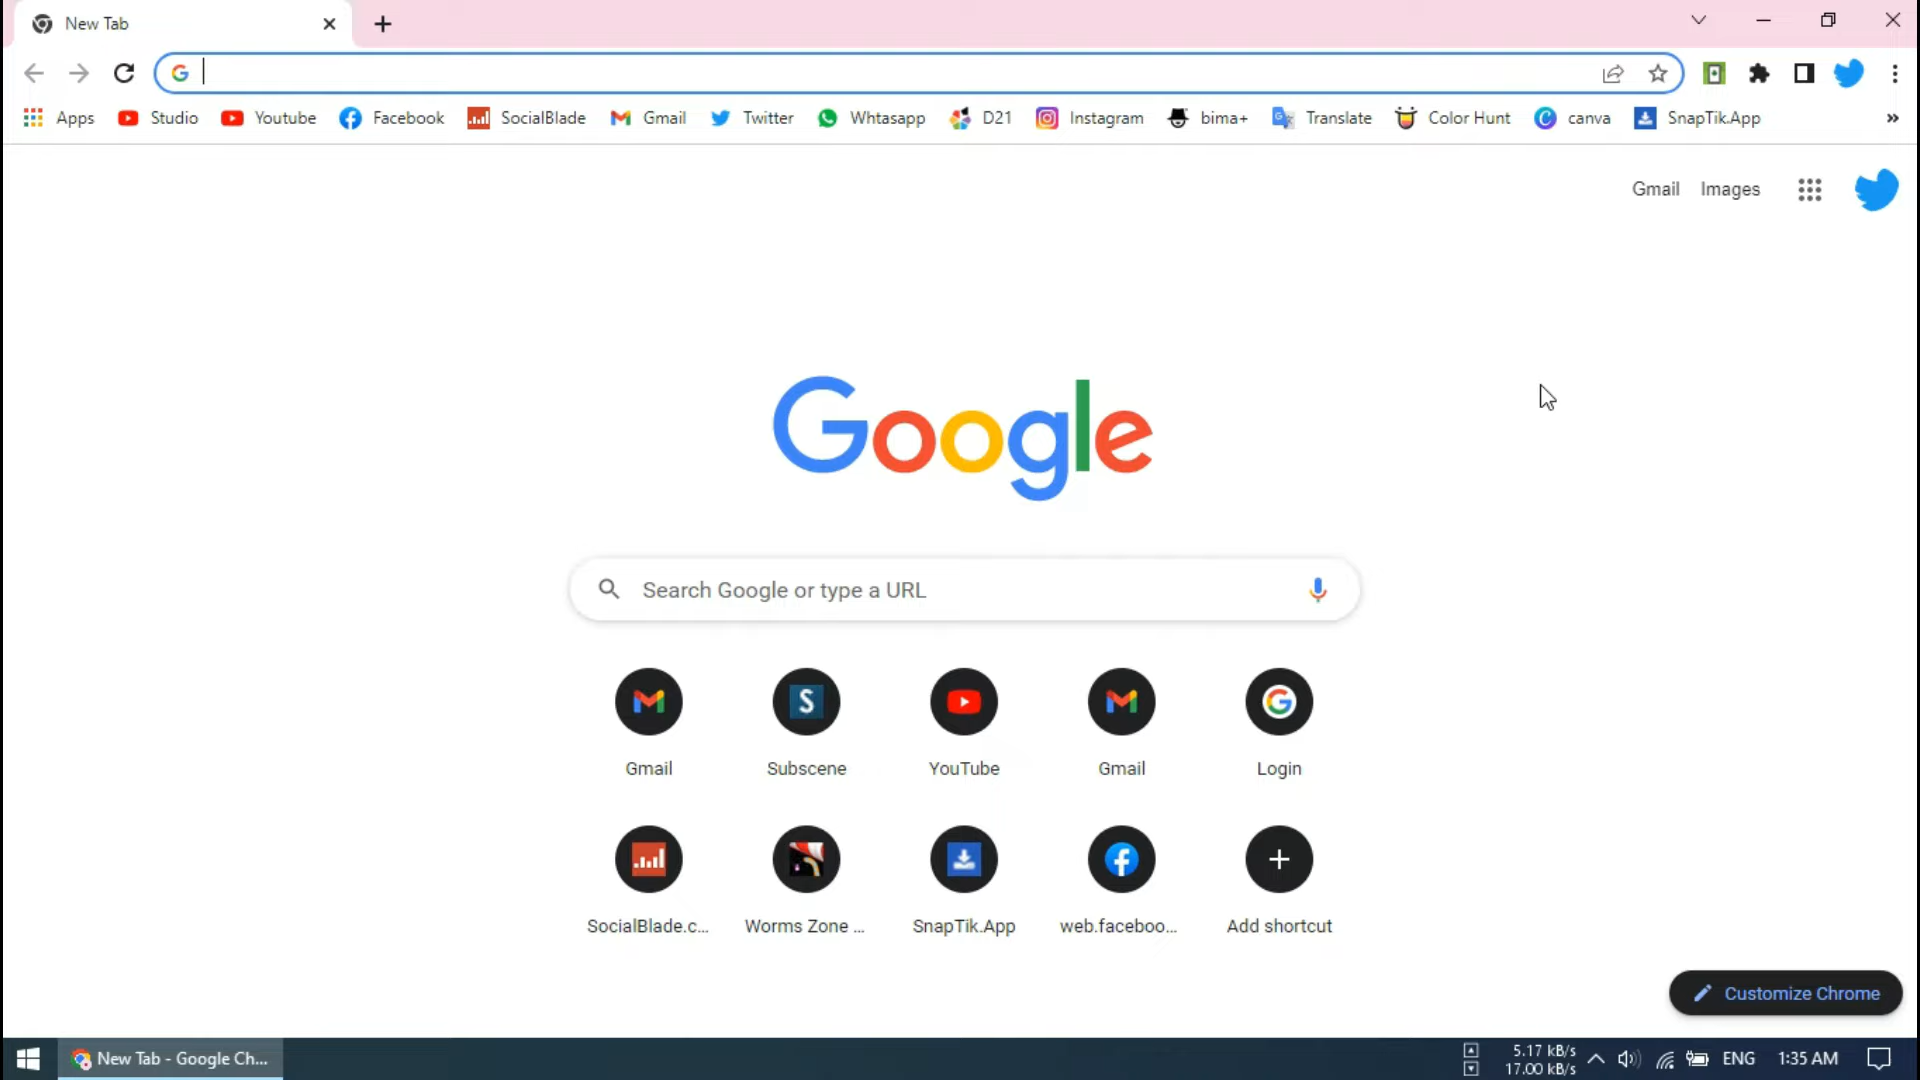 New Tab
Apps Studio Youtube Facebook SocialBlade Gmail Twitter Whtasapp D21 Instagram bima+ Translate Color Hunt canva SnapTik.App »
Gmail Images
Google
Search Google or type a URL
Gmail Subscene YouTube Gmail Login
SocialBlade.c... Worms Zone ... SnapTik.App web.faceboo... Add shortcut
Customize Chrome
New Tab - Google Ch...
5.17 kB/s
17.00 kB/s
ENG 1:35 AM